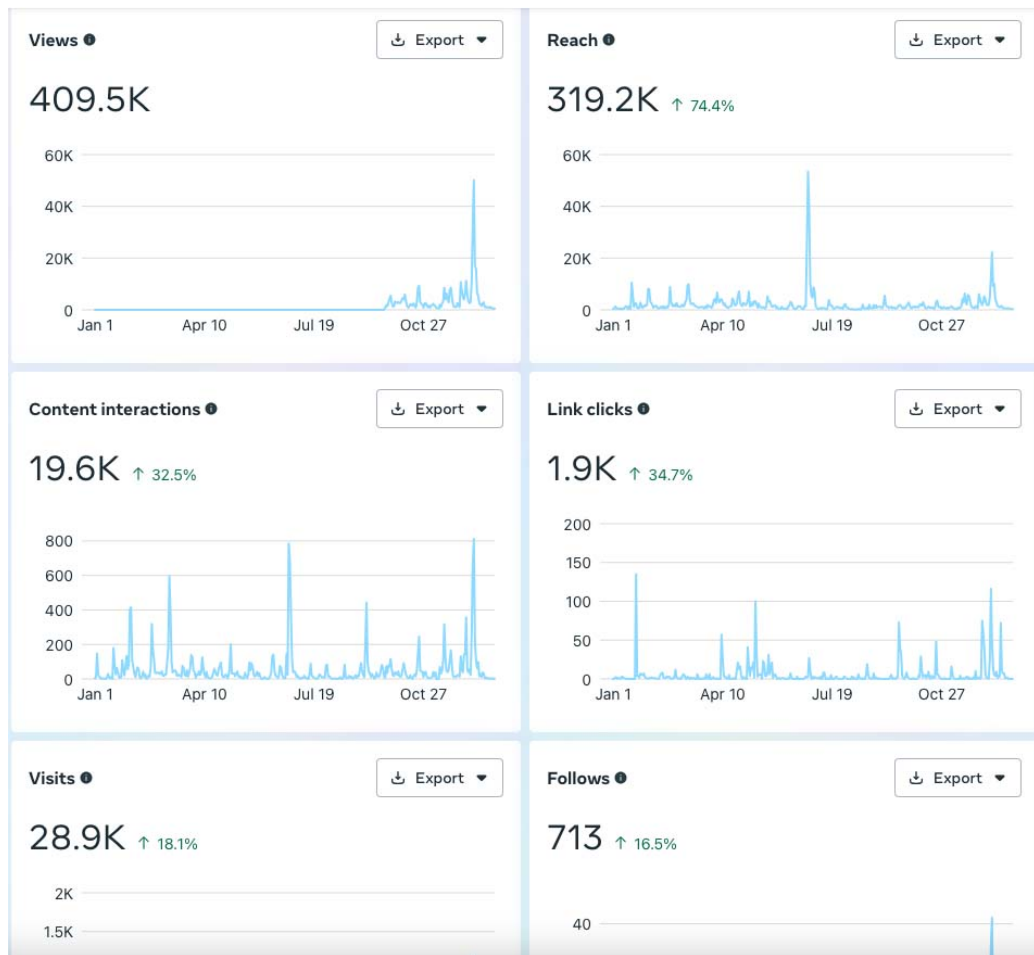 Views
Export
409.5K
60K
40K
20K
0
Jan 1 Apr 10 Jul 19 Oct 27
Reach
Export
319.2K ↑ 74.4%
60K
40K
20K
0
Jan 1 Apr 10 Jul 19 Oct 27
Content interactions
Export
19.6K ↑ 32.5%
800
600
400
200
0
Jan 1 Apr 10 Jul 19 Oct 27
Link clicks
Export
1.9K ↑ 34.7%
200
150
100
50
0
Jan 1 Apr 10 Jul 19 Oct 27
Visits
Export
28.9K ↑ 18.1%
2K
1.5K
Follows
Export
713 ↑ 16.5%
40